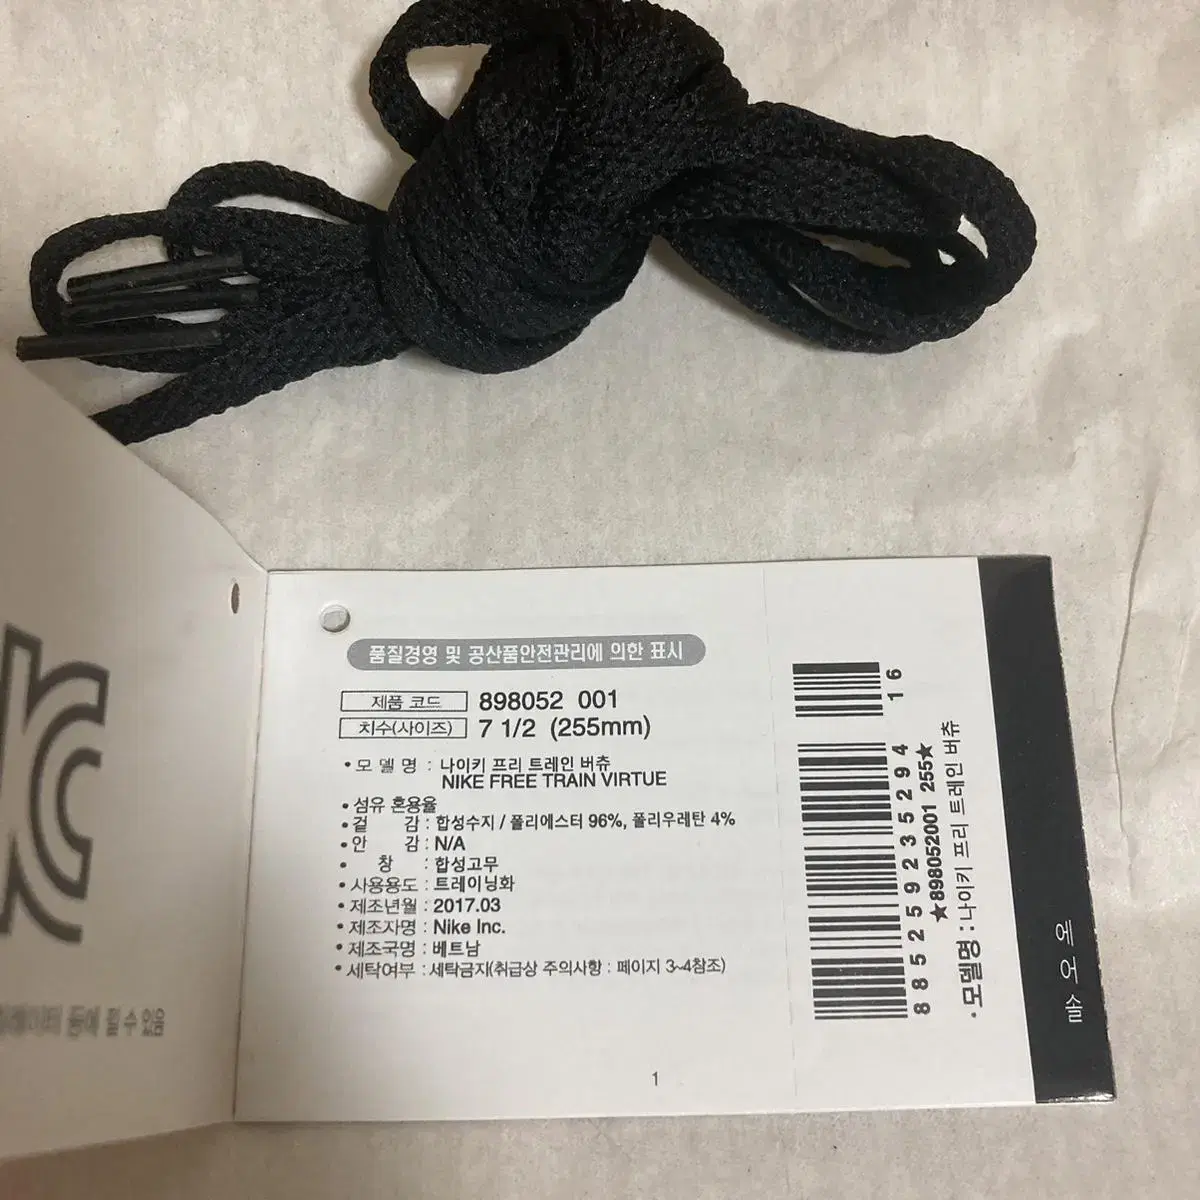 품질경영 및 공산품안전관리에 의한 표시
제품 코드 898052 001
치수(사이즈) 7 1/2 (255mm)
•모 델 명 : 나이키 프리 트레인 버츄
NIKE FREE TRAIN VIRTUE
•섬유 혼용율
•겉 감 : 합성수지 / 폴리에스터 96%, 폴리우레탄 4%
•안 감 : N/A
• 창 : 합성고무
•사용용도 : 트레이닝화
•제조년월 : 2017.03
•제조자명 : Nike Inc.
•제조국명 : 베트남
•세탁여부 : 세탁금지(취급상 주의사항 : 페이지 3~4참조)
1
16
885259235294
★898052001 255★
·모델명 : 나이키 프리 트레인 버츄
에어솔
등에 될 수 있음